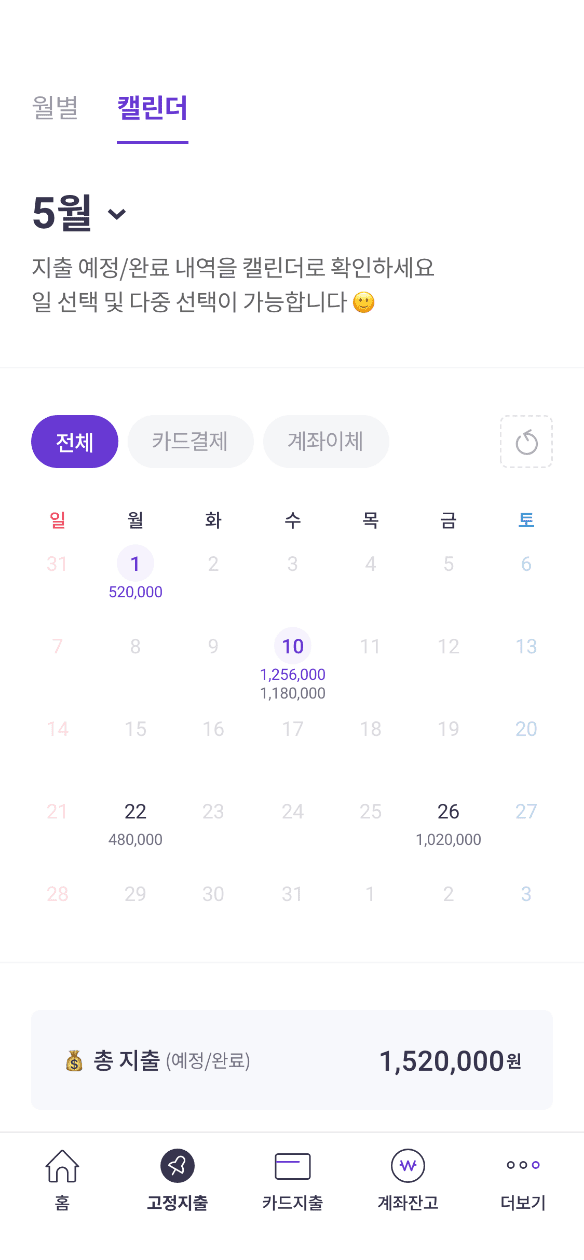 월별 캘린더
5월
지출 예정/완료 내역을 캘린더로 확인하세요
일 선택 및 다중 선택이 가능합니다 🙂
전체 카드결제 계좌이체
일 월 화 수 목 금 토
31 1 2 3 4 5 6
520,000
7 8 9 10 11 12 13
1,256,000
1,180,000
14 15 16 17 18 19 20
21 22 23 24 25 26 27
480,000 1,020,000
28 29 30 31 1 2 3
💰 총 지출 (예정/완료) 1,520,000원
홈 고정지출 카드지출 계좌잔고 더보기